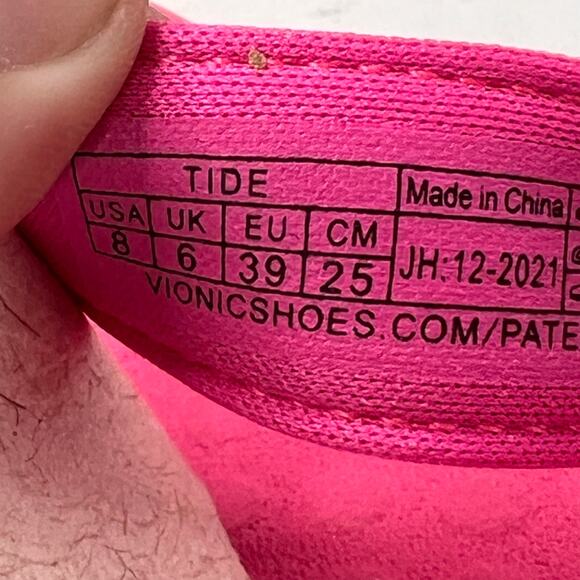 TIDE
Made in China
USA UK EU CM
8 6 39 25
JH:12-2021
VIONICSHOES.COM/PATE